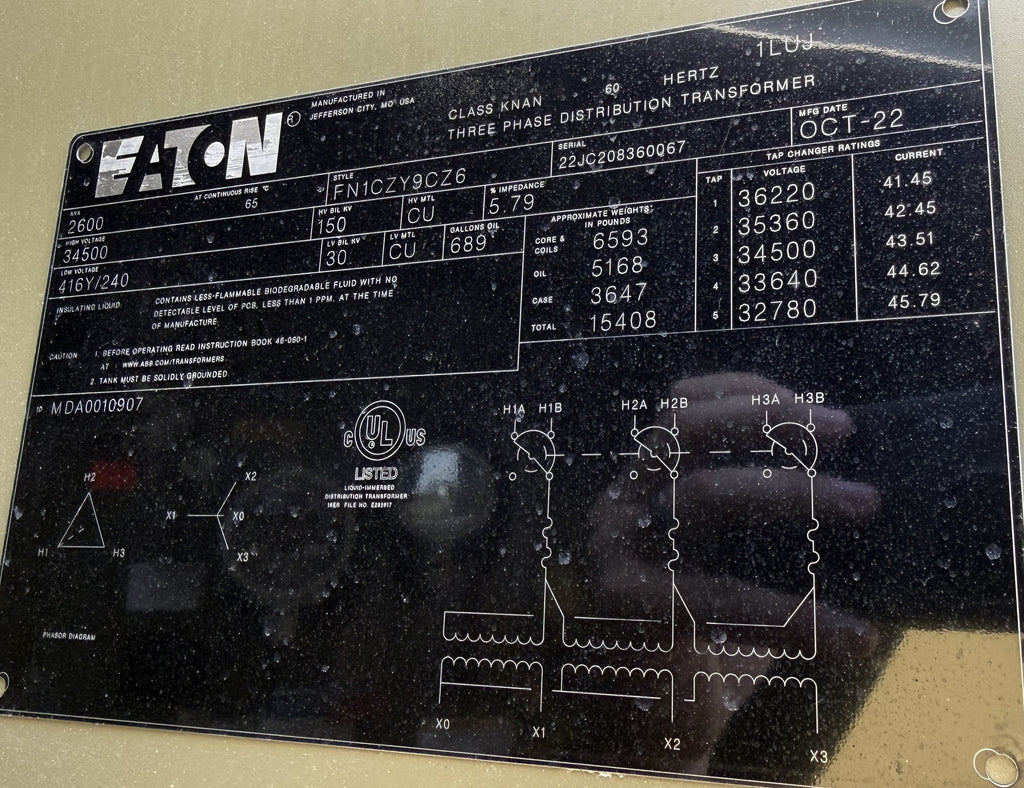 1LUJ
EATON
R
MANUFACTURED IN
JEFFERSON CITY, MO USA
CLASS KNAN 60 HERTZ
THREE PHASE DISTRIBUTION TRANSFORMER
KVA
2600
AT CONTINUOUS RISE °C
65
STYLE
FN1CZY9CZ6
SERIAL
22JC208360067
MFG DATE
OCT-22
HIGH VOLTAGE
34500
HV BIL KV
150
HV MTL
CU
% IMPEDANCE
5.79
LOW VOLTAGE
416Y/240
LV BIL KV
30
LV MTL
CU
GALLONS OIL
689
APPROXIMATE WEIGHTS
IN POUNDS
CORE &
COILS 6593
OIL 5168
CASE 3647
TOTAL 15408
TAP CHANGER RATINGS
TAP VOLTAGE CURRENT
1 36220 41.45
2 35360 42.45
3 34500 43.51
4 33640 44.62
5 32780 45.79
INSULATING LIQUID: CONTAINS LESS-FLAMMABLE BIODEGRADABLE FLUID WITH NO
DETECTABLE LEVEL OF PCB, LESS THAN 1 PPM, AT THE TIME
OF MANUFACTURE
CAUTION 1. BEFORE OPERATING READ INSTRUCTION BOOK 46-060-1
AT WWW.ABB.COM/TRANSFORMERS
2. TANK MUST BE SOLIDLY GROUNDED.
ID MDA0010907
C UL US
LISTED
LIQUID-IMMERSED
DISTRIBUTION TRANSFORMER
H1A H1B H2A H2B H3A H3B
H2
H1 H3
X2
X1 X0
X3
PHASOR DIAGRAM
X0 X1 X2 X3